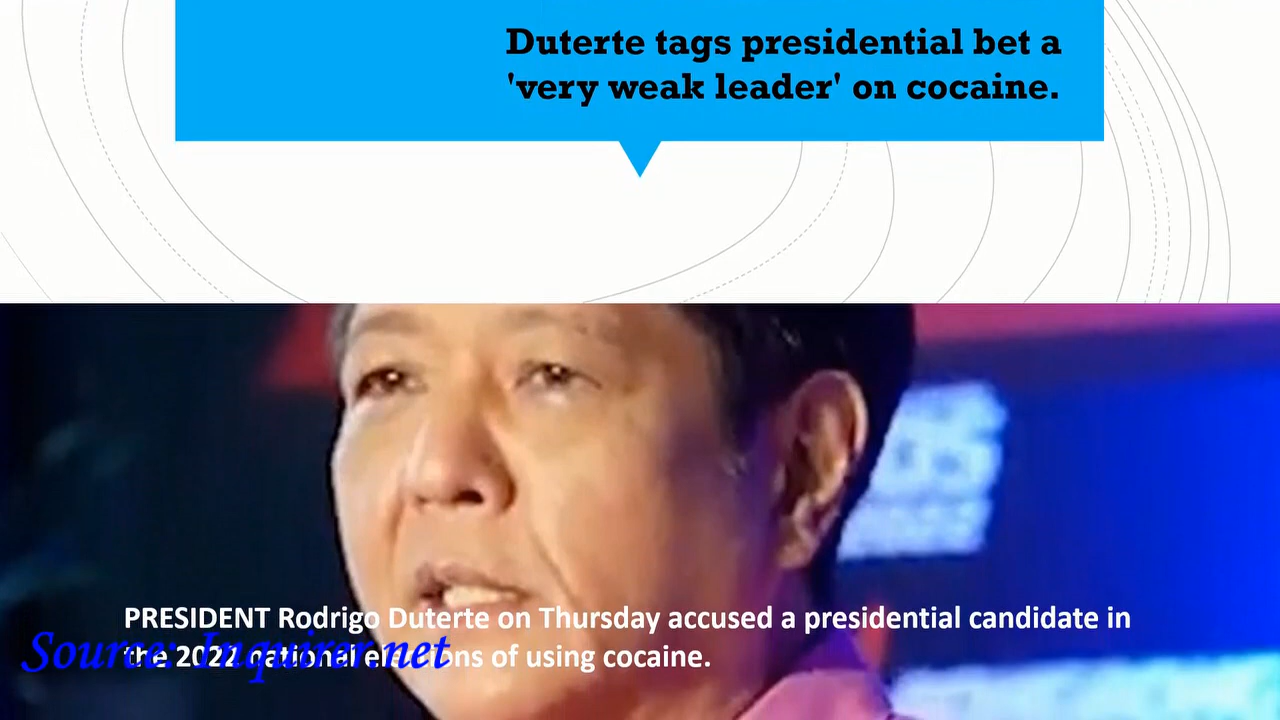 Duterte tags presidential bet a
'very weak leader' on cocaine.
PRESIDENT Rodrigo Duterte on Thursday accused a presidential candidate in
the 2022 national elections of using cocaine.
Source: Inquirer.net